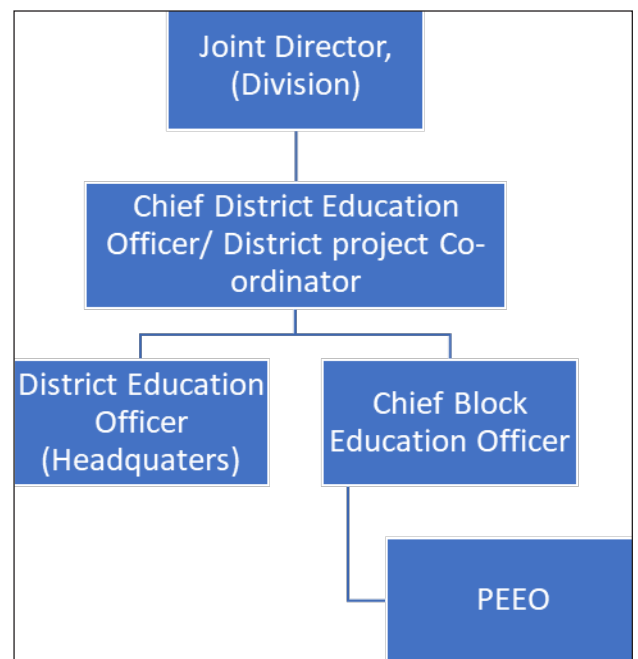 Joint Director,
(Division)
Chief District Education
Officer/ District project Co-
ordinator
District Education
Officer
(Headquaters)
Chief Block
Education Officer
PEEO